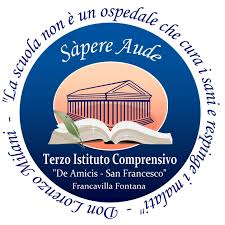 "La scuola non è un ospedale che cura i sani e respinge i malati" - Don Lorenzo Milani -
Sàpere Aude
Terzo Istituto Comprensivo
"De Amicis - San Francesco"
Francavilla Fontana